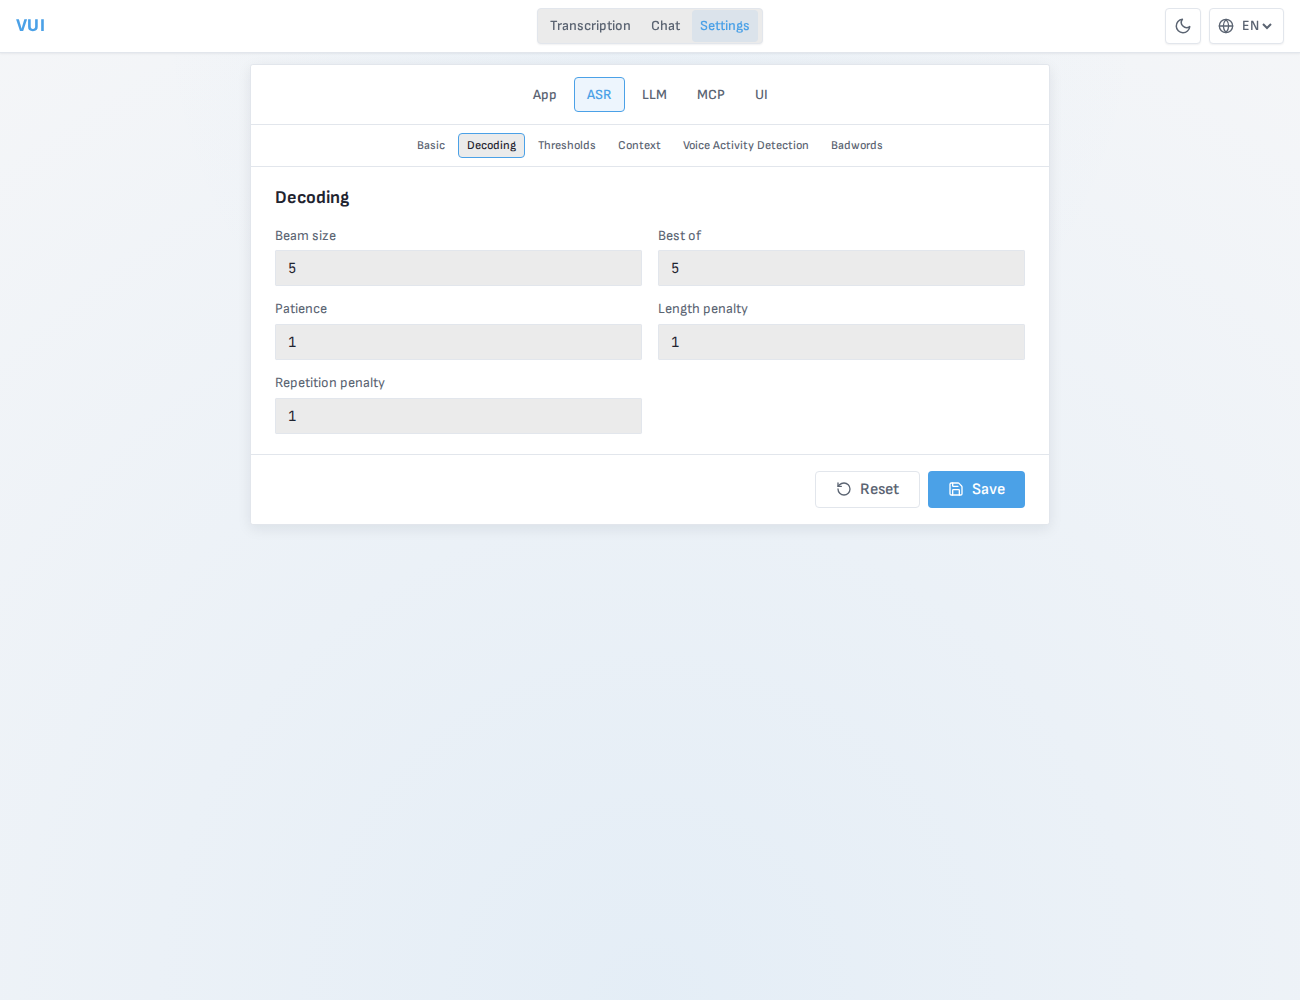 VUI
Transcription Chat Settings
EN
App ASR LLM MCP UI
Basic Decoding Thresholds Context Voice Activity Detection Badwords
Decoding
Beam size Best of
5 5
Patience Length penalty
1 1
Repetition penalty
1
Reset Save